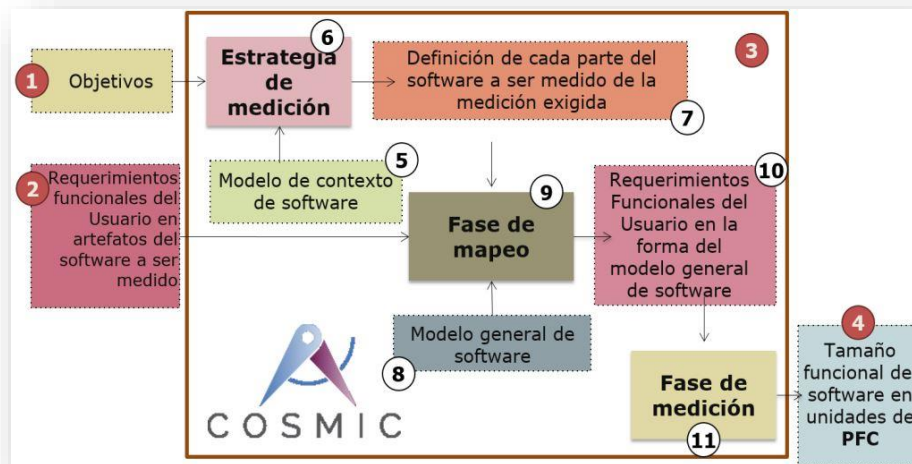 1
Objetivos
6
Estrategia
de
medición
Definición de cada parte del
software a ser medido de la
medición exigida
3
7
2
Requerimientos
funcionales del
Usuario en
artefatos del
software a ser
medido
5
Modelo de contexto
de software
9
Fase de
mapeo
10
Requerimientos
Funcionales del
Usuario en la
forma del
modelo general
de software
Modelo general de
software
8
COSMIC
Fase de
medición
11
4
Tamaño
funcional de
software en
unidades de
PFC